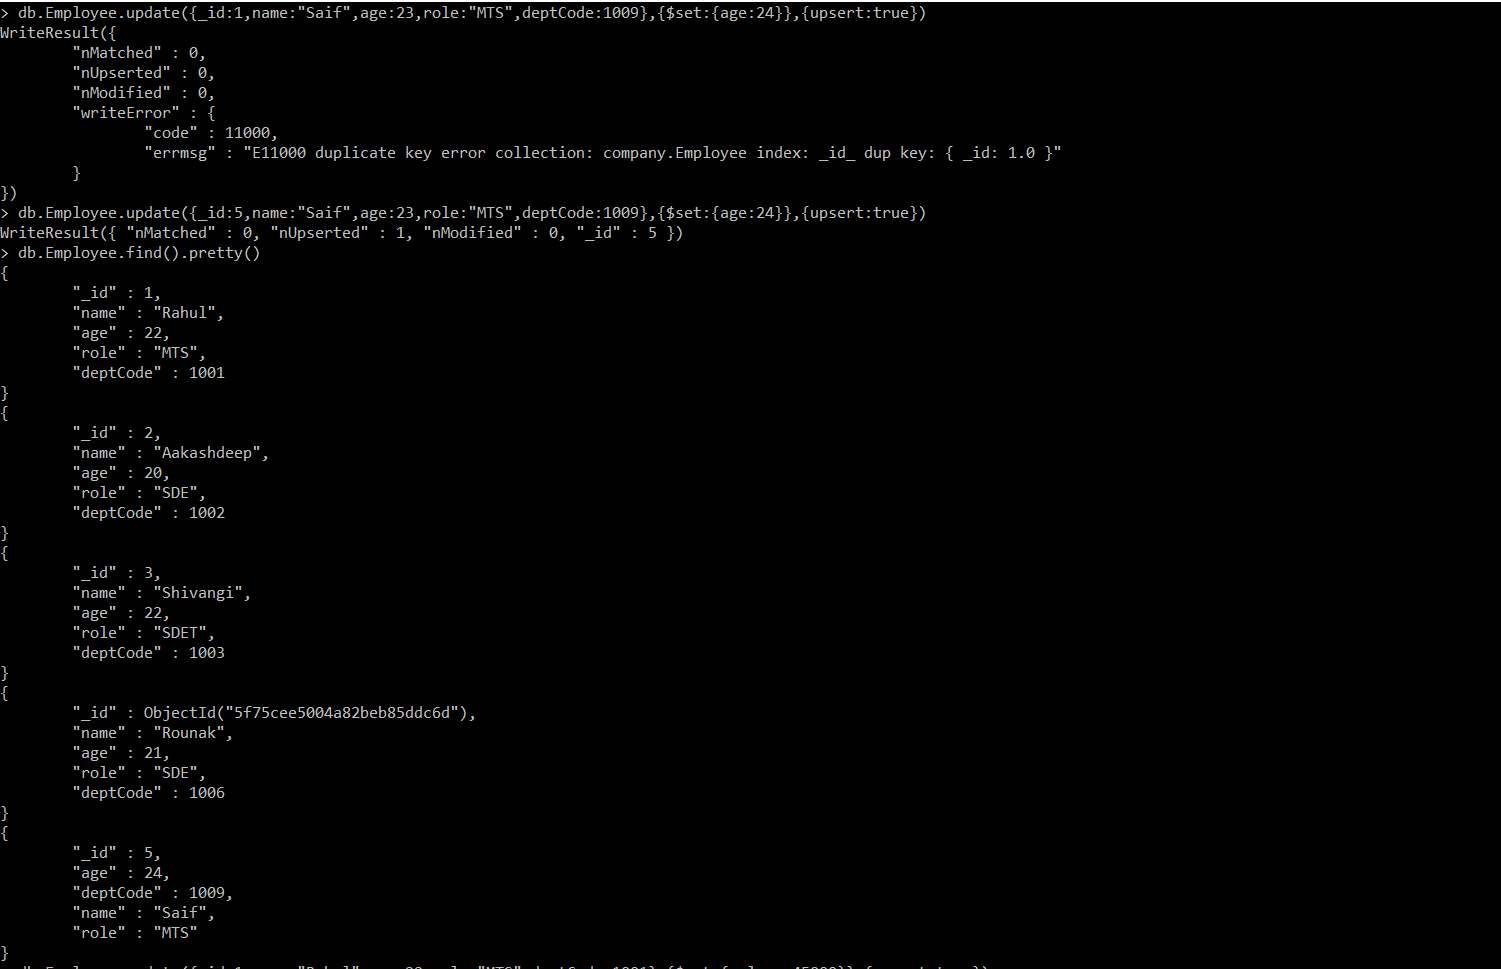 > db.Employee.update({_id:1,name:"Saif",age:23,role:"MTS",deptCode:1009},{$set:{age:24}},{upsert:true})
WriteResult({
        "nMatched" : 0,
        "nUpserted" : 0,
        "nModified" : 0,
        "writeError" : {
                "code" : 11000,
                "errmsg" : "E11000 duplicate key error collection: company.Employee index: _id_ dup key: { _id: 1.0 }"
        }
})
> db.Employee.update({_id:5,name:"Saif",age:23,role:"MTS",deptCode:1009},{$set:{age:24}},{upsert:true})
WriteResult({ "nMatched" : 0, "nUpserted" : 1, "nModified" : 0, "_id" : 5 })
> db.Employee.find().pretty()
{
        "_id" : 1,
        "name" : "Rahul",
        "age" : 22,
        "role" : "MTS",
        "deptCode" : 1001
}
{
        "_id" : 2,
        "name" : "Aakashdeep",
        "age" : 20,
        "role" : "SDE",
        "deptCode" : 1002
}
{
        "_id" : 3,
        "name" : "Shivangi",
        "age" : 22,
        "role" : "SDET",
        "deptCode" : 1003
}
{
        "_id" : ObjectId("5f75cee5004a82beb85ddc6d"),
        "name" : "Rounak",
        "age" : 21,
        "role" : "SDE",
        "deptCode" : 1006
}
{
        "_id" : 5,
        "age" : 24,
        "deptCode" : 1009,
        "name" : "Saif",
        "role" : "MTS"
}